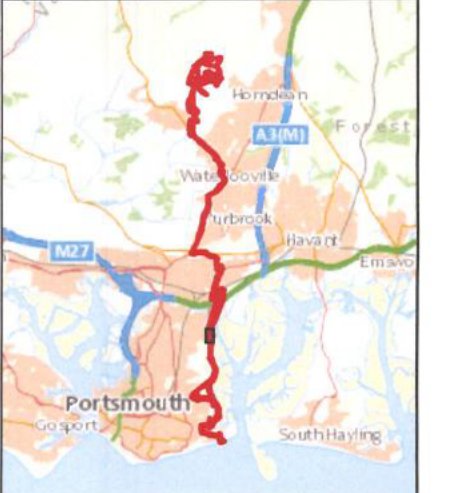 Horndean
A3(M)
Forest
Waterlooville
Purbrook
M27
Havant
Emswo
Portsmouth
Gosport
South Hayling